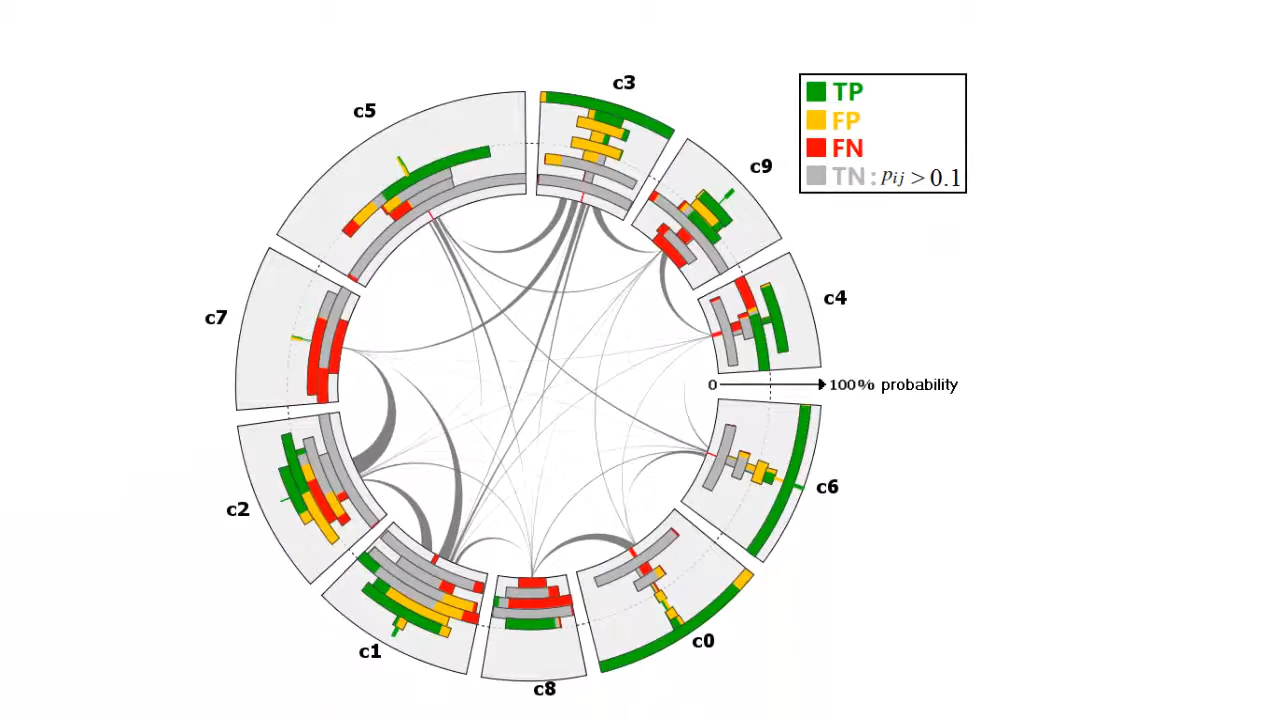 c3
c5
TP
FP
FN
TN : pij > 0.1
c9
c4
c7
0
100% probability
c6
c2
c0
c1
c8